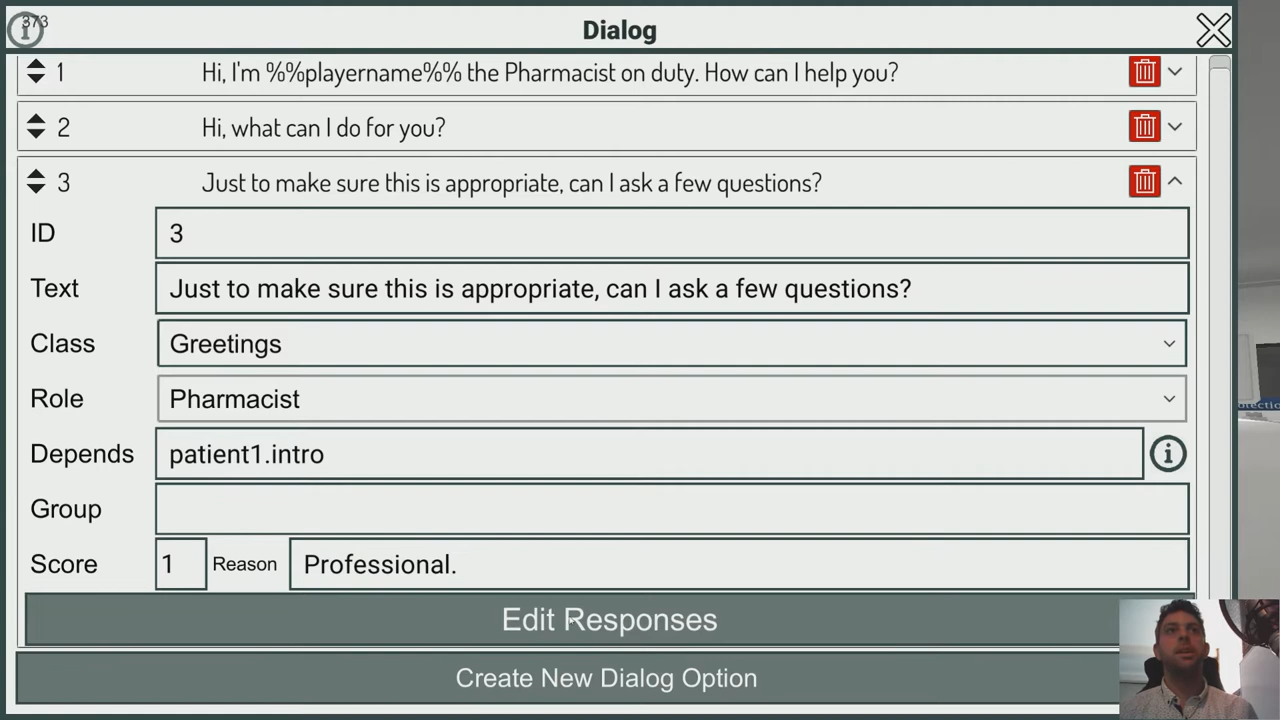 373
Dialog
1 Hi, I'm %%playername%% the Pharmacist on duty. How can I help you?
2 Hi, what can I do for you?
3 Just to make sure this is appropriate, can I ask a few questions?
ID 3
Text Just to make sure this is appropriate, can I ask a few questions?
Class Greetings
Role Pharmacist
Depends patient1.intro
Group
Score 1 Reason Professional.
Edit Responses
Create New Dialog Option